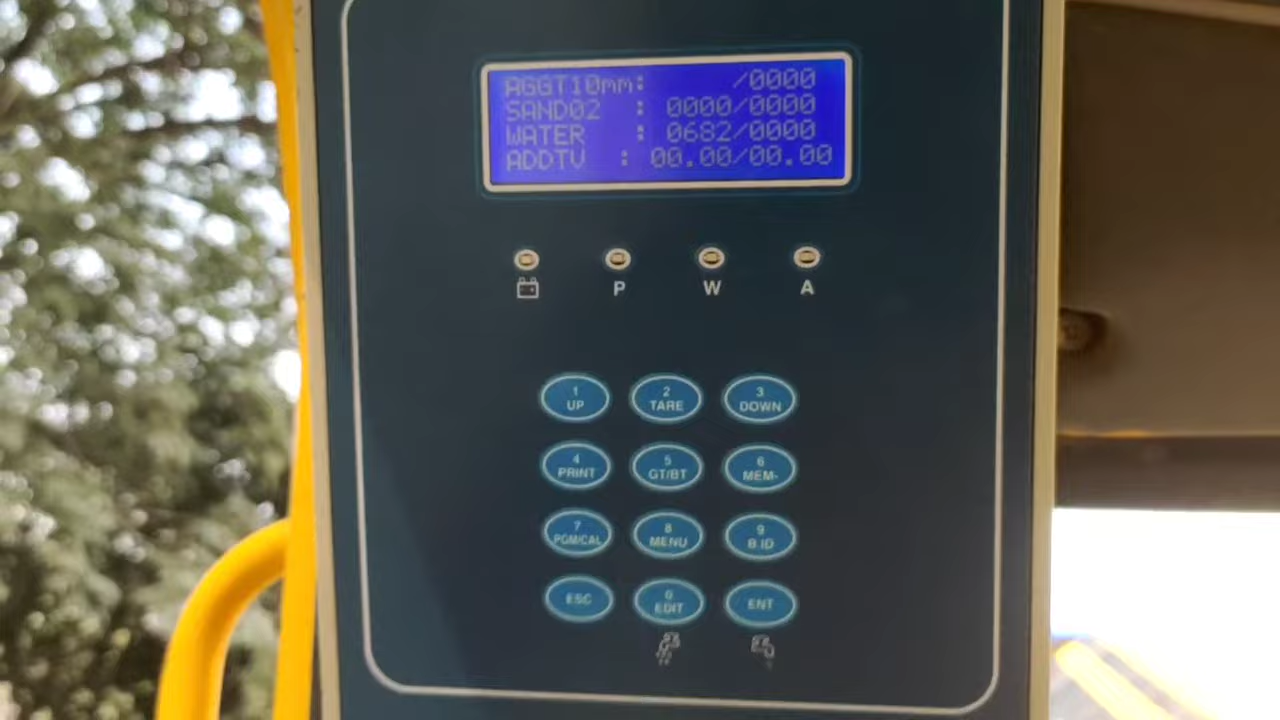 AGGT10mm: /0000
SAND02 : 0000/0000
WATER : 0682/0000
ADDTV : 00.00/00.00
P W A
1 2 3
UP TARE DOWN
4 5 6
PRINT GT/BT MEM-
7 8 9
PGM/CAL MENU B ID
0
ESC EDIT ENT